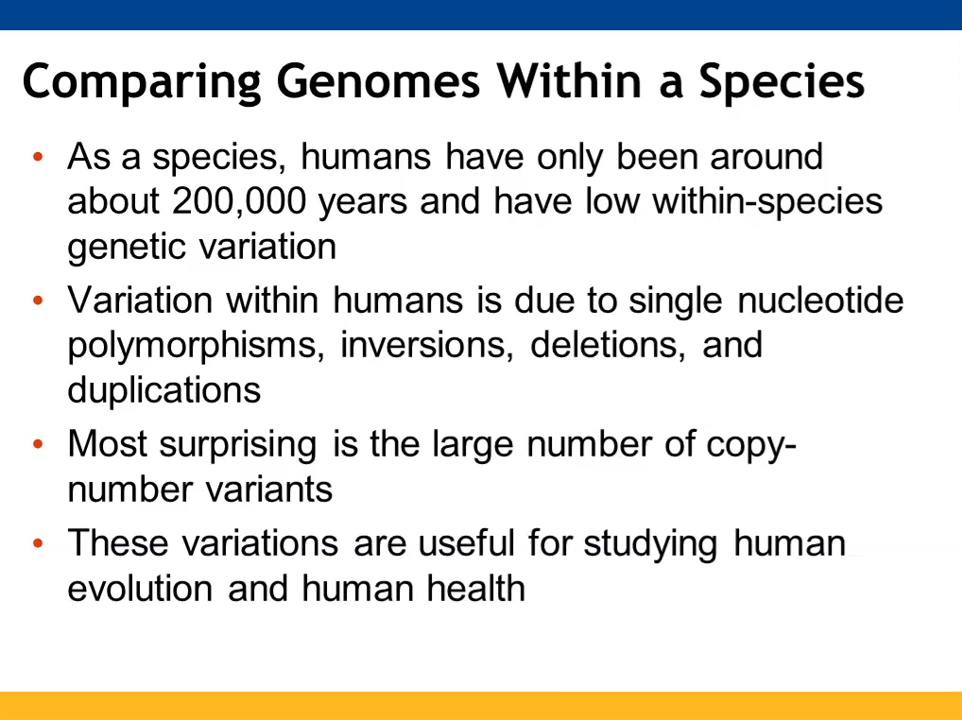 Comparing Genomes Within a Species
• As a species, humans have only been around
about 200,000 years and have low within-species
genetic variation
• Variation within humans is due to single nucleotide
polymorphisms, inversions, deletions, and
duplications
• Most surprising is the large number of copy-
number variants
• These variations are useful for studying human
evolution and human health